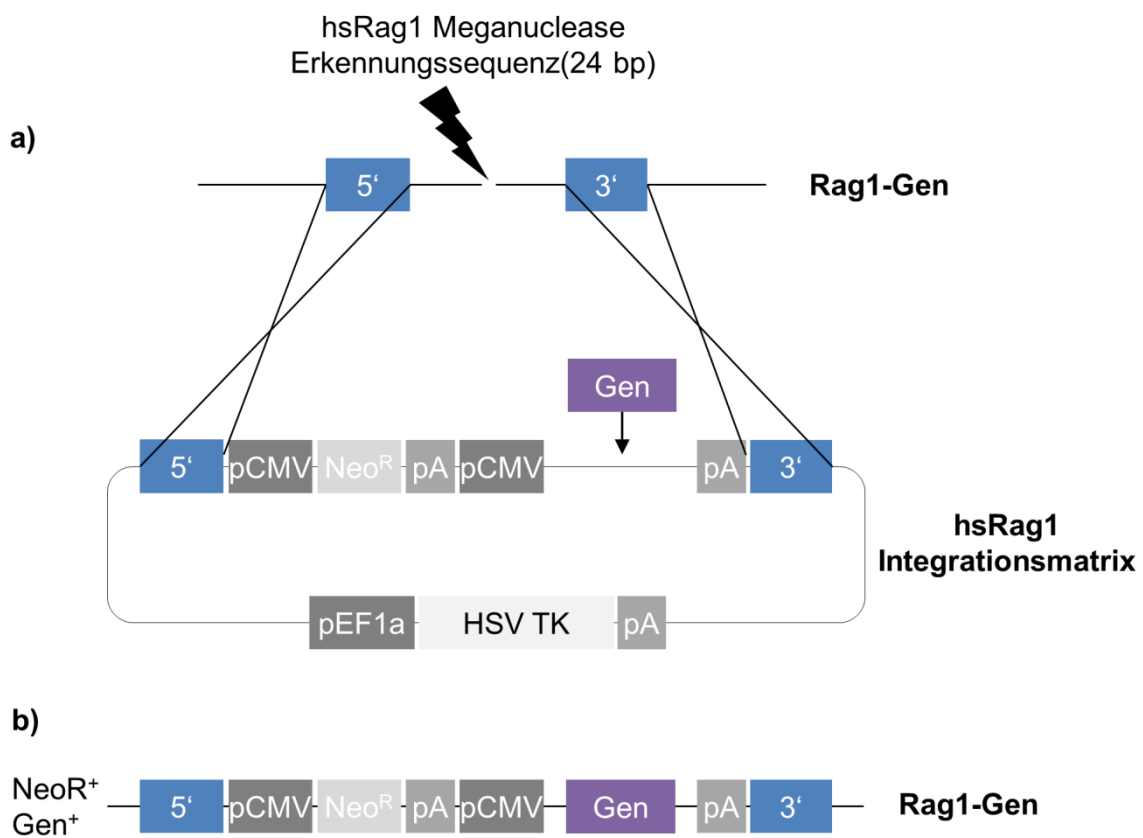 hsRag1 Meganuclease
Erkennungssequenz(24 bp)
a)
5‘ 3‘ Rag1-Gen
Gen
5‘ pCMV Neoᴿ pA pCMV pA 3‘
hsRag1
Integrationsmatrix
pEF1a HSV TK pA
b)
NeoR⁺
Gen⁺
5‘ pCMV Neoᴿ pA pCMV Gen pA 3‘ Rag1-Gen